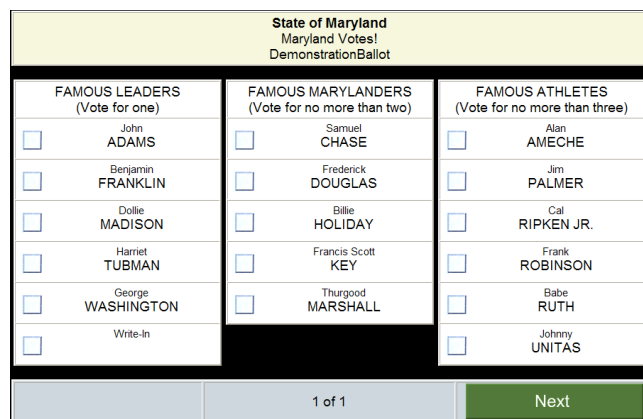 State of Maryland
Maryland Votes!
DemonstrationBallot
FAMOUS LEADERS
(Vote for one)
John
ADAMS
Benjamin
FRANKLIN
Dollie
MADISON
Harriet
TUBMAN
George
WASHINGTON
Write-In
FAMOUS MARYLANDERS
(Vote for no more than two)
Samuel
CHASE
Frederick
DOUGLAS
Billie
HOLIDAY
Francis Scott
KEY
Thurgood
MARSHALL
FAMOUS ATHLETES
(Vote for no more than three)
Alan
AMECHE
Jim
PALMER
Cal
RIPKEN JR.
Frank
ROBINSON
Babe
RUTH
Johnny
UNITAS
1 of 1
Next